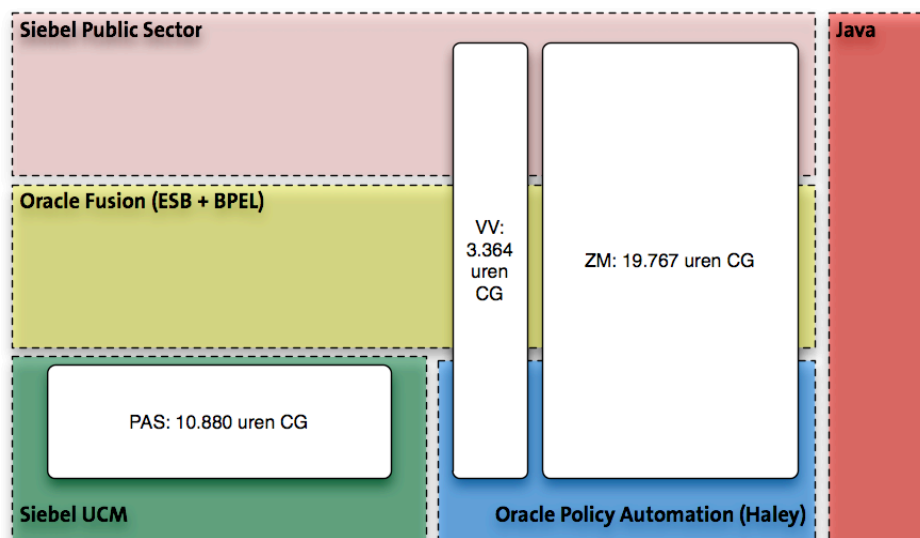 Siebel Public Sector
Java
Oracle Fusion (ESB + BPEL)
VV:
3.364
uren
CG
ZM: 19.767 uren CG
PAS: 10.880 uren CG
Siebel UCM
Oracle Policy Automation (Haley)